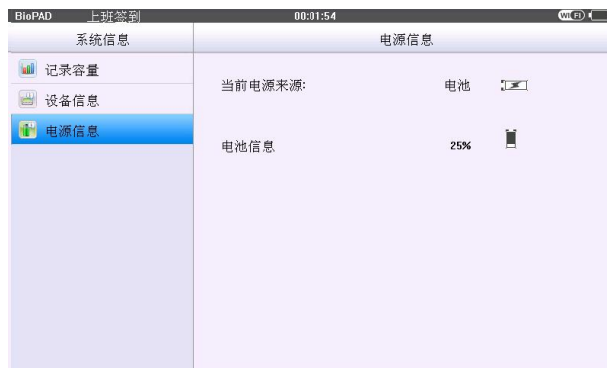 BioPAD 上班签到 00:01:54 WIFI
系统信息 电源信息
记录容量
当前电源来源: 电池
设备信息
电源信息
电池信息 25%